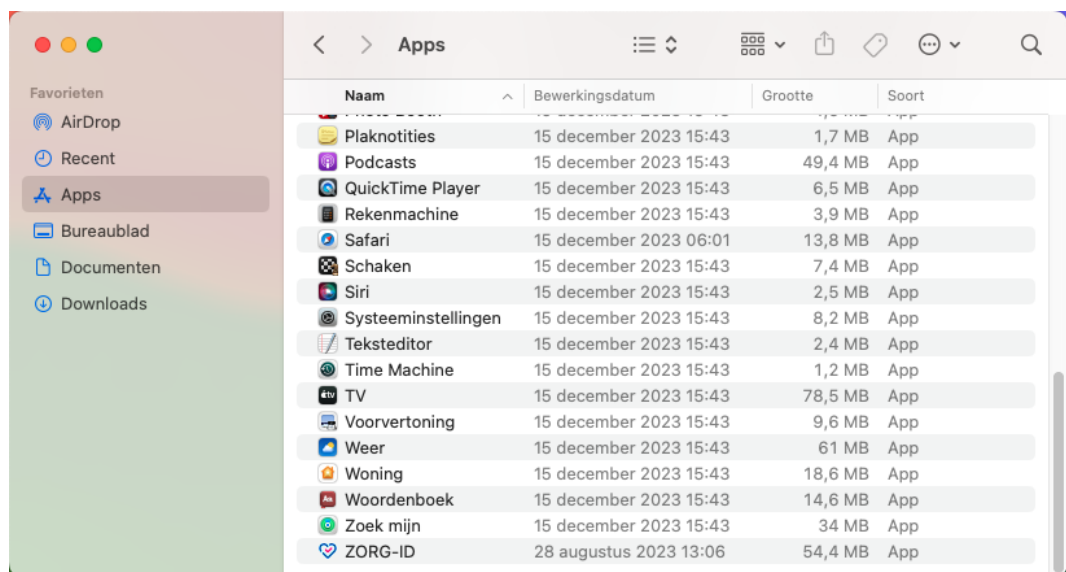 Apps
Favorieten
AirDrop
Recent
Apps
Bureaublad
Documenten
Downloads
Naam Bewerkingsdatum Grootte Soort
Plaknotities 15 december 2023 15:43 1,7 MB App
Podcasts 15 december 2023 15:43 49,4 MB App
QuickTime Player 15 december 2023 15:43 6,5 MB App
Rekenmachine 15 december 2023 15:43 3,9 MB App
Safari 15 december 2023 06:01 13,8 MB App
Schaken 15 december 2023 15:43 7,4 MB App
Siri 15 december 2023 15:43 2,5 MB App
Systeeminstellingen 15 december 2023 15:43 8,2 MB App
Teksteditor 15 december 2023 15:43 2,4 MB App
Time Machine 15 december 2023 15:43 1,2 MB App
TV 15 december 2023 15:43 78,5 MB App
Voorvertoning 15 december 2023 15:43 9,6 MB App
Weer 15 december 2023 15:43 61 MB App
Woning 15 december 2023 15:43 18,6 MB App
Woordenboek 15 december 2023 15:43 14,6 MB App
Zoek mijn 15 december 2023 15:43 34 MB App
ZORG-ID 28 augustus 2023 13:06 54,4 MB App